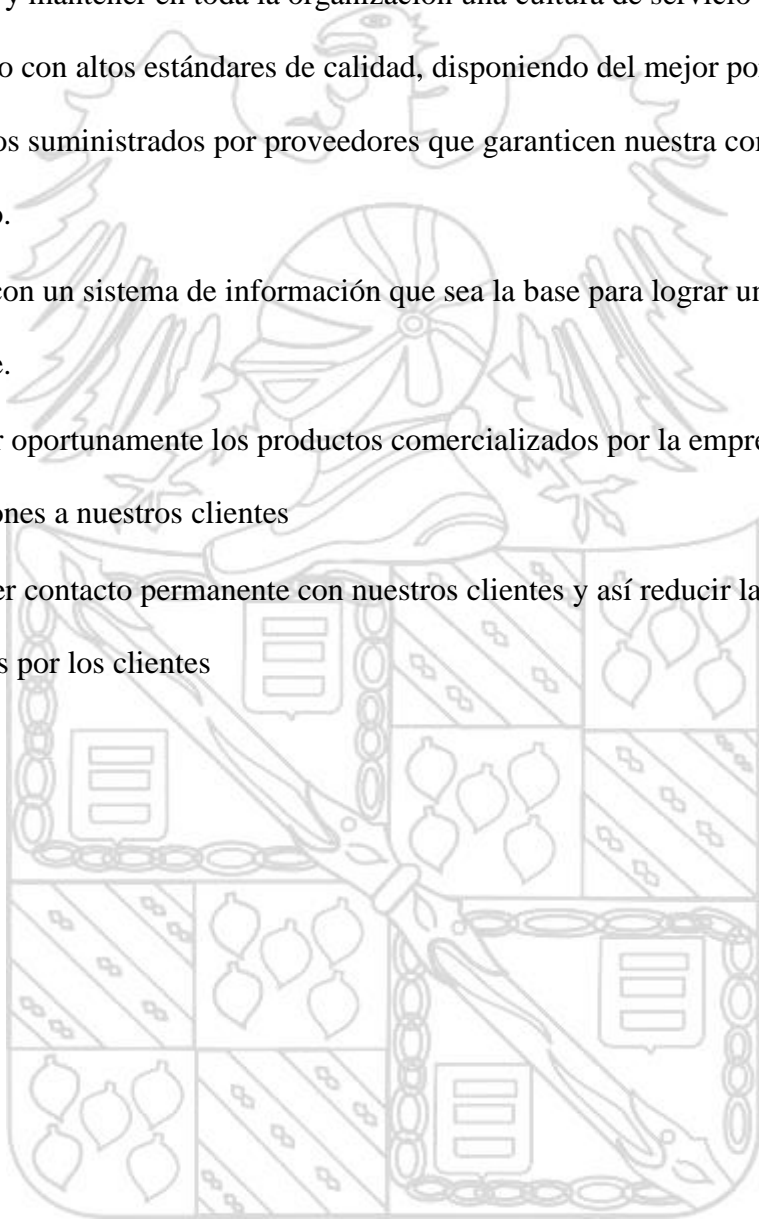 y mantener en toda la organización una cultura de servicio
o con altos estándares de calidad, disponiendo del mejor por
os suministrados por proveedores que garanticen nuestra con
o.
con un sistema de información que sea la base para lograr un
e.
r oportunamente los productos comercializados por la empre
ones a nuestros clientes
er contacto permanente con nuestros clientes y así reducir la
s por los clientes